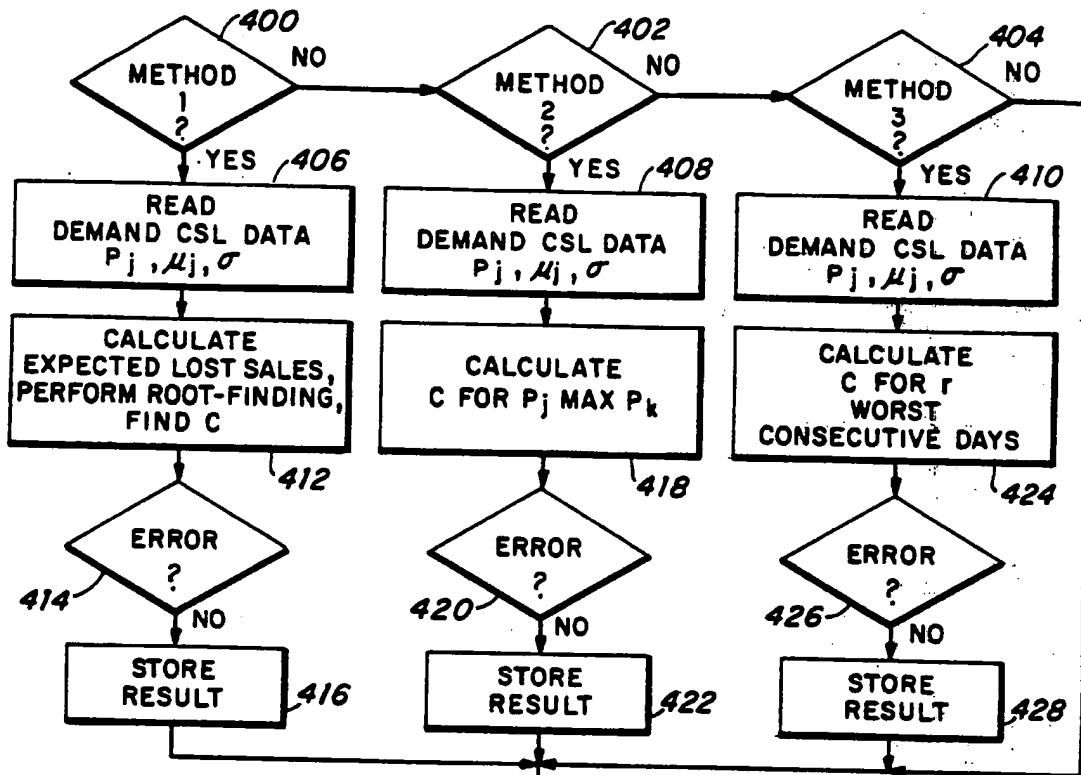 400
402
404
METHOD
1
?
NO
METHOD
2
?
NO
METHOD
3
?
NO
YES
406
YES
408
YES
410
READ
DEMAND CSL DATA
Pj, μj, σ
READ
DEMAND CSL DATA
Pj, μj, σ
READ
DEMAND CSL DATA
Pj, μj, σ
CALCULATE
EXPECTED LOST SALES,
PERFORM ROOT-FINDING,
FIND C
412
CALCULATE
C FOR Pj MAX Pk
418
CALCULATE
C FOR r
WORST
CONSECUTIVE DAYS
424
ERROR
?
414
NO
ERROR
?
420
NO
ERROR
?
426
NO
STORE
RESULT
416
STORE
RESULT
422
STORE
RESULT
428